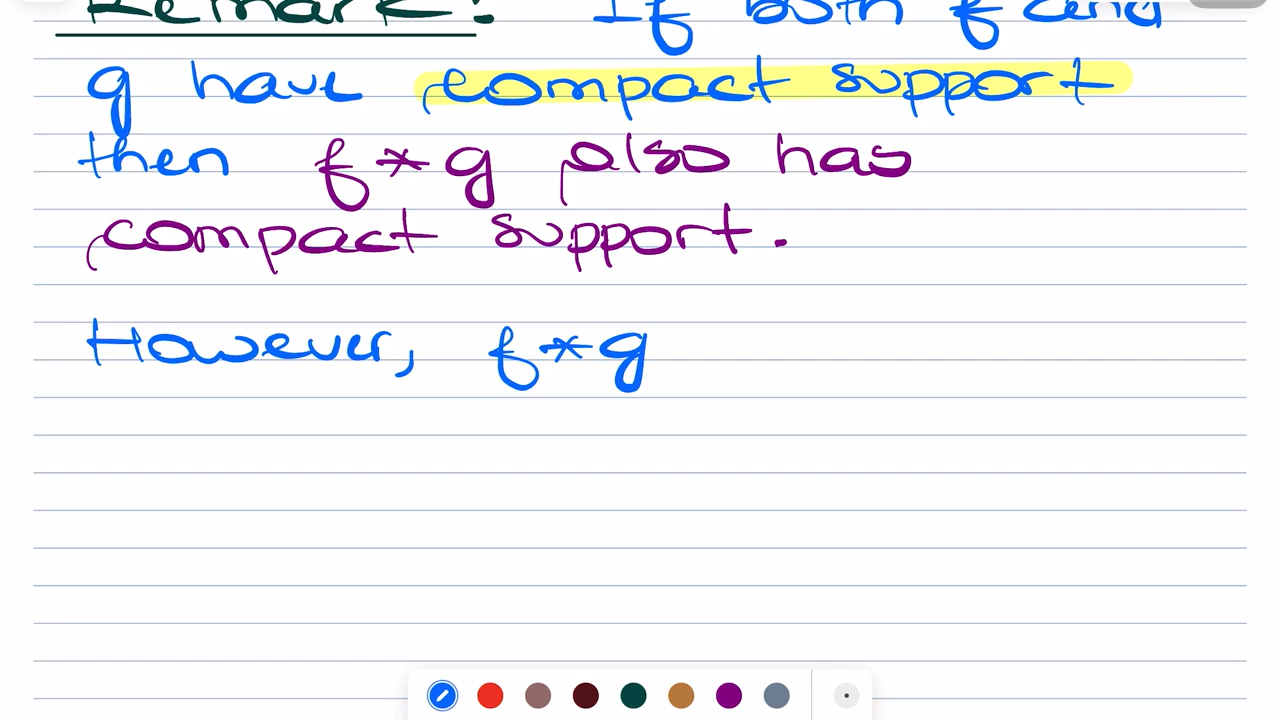 Remark: If both f and
g have compact support
then f * g also has
compact support.
However, f * g